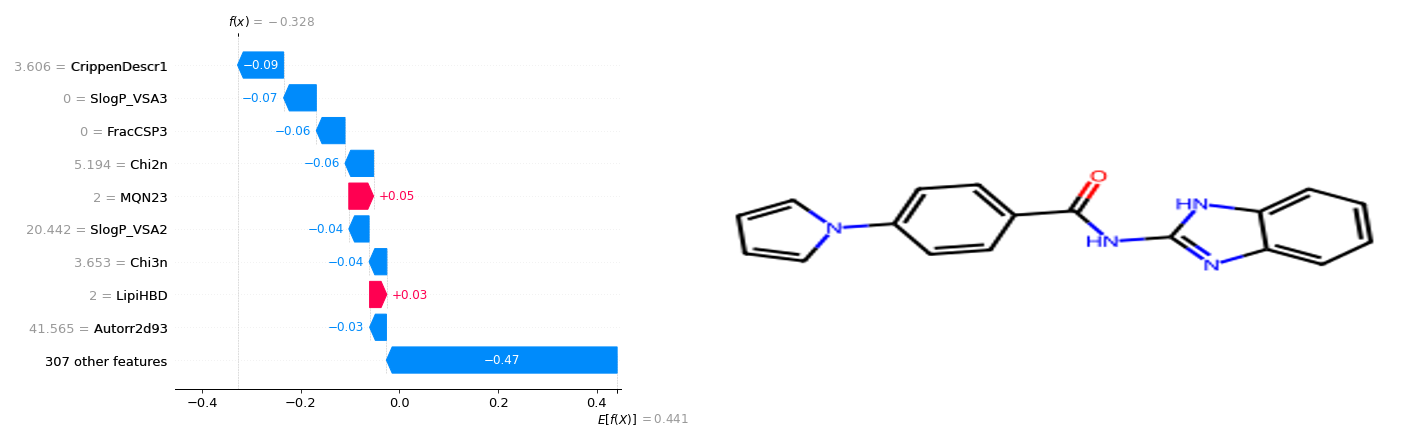 f(x) = −0.328
3.606 = CrippenDescr1
−0.09
0 = SlogP_VSA3
−0.07
0 = FracCSP3
−0.06
5.194 = Chi2n
−0.06
2 = MQN23
+0.05
20.442 = SlogP_VSA2
−0.04
3.653 = Chi3n
−0.04
2 = LipiHBD
+0.03
41.565 = Autorr2d93
−0.03
307 other features
−0.47
−0.4 −0.2 0.0 0.2 0.4
E[f(X)] = 0.441
O
HN
N
HN
N